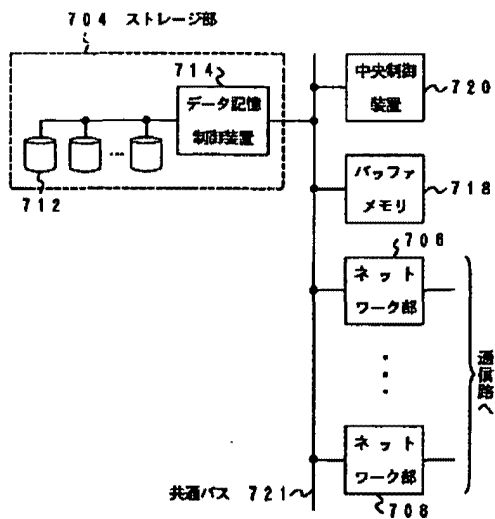 704 ストレージ部
714
データ記憶
制御装置
712
中央制御
装置
720
バッファ
メモリ
718
706
ネット
ワーク部
通信路へ
ネット
ワーク部
708
共通バス 721